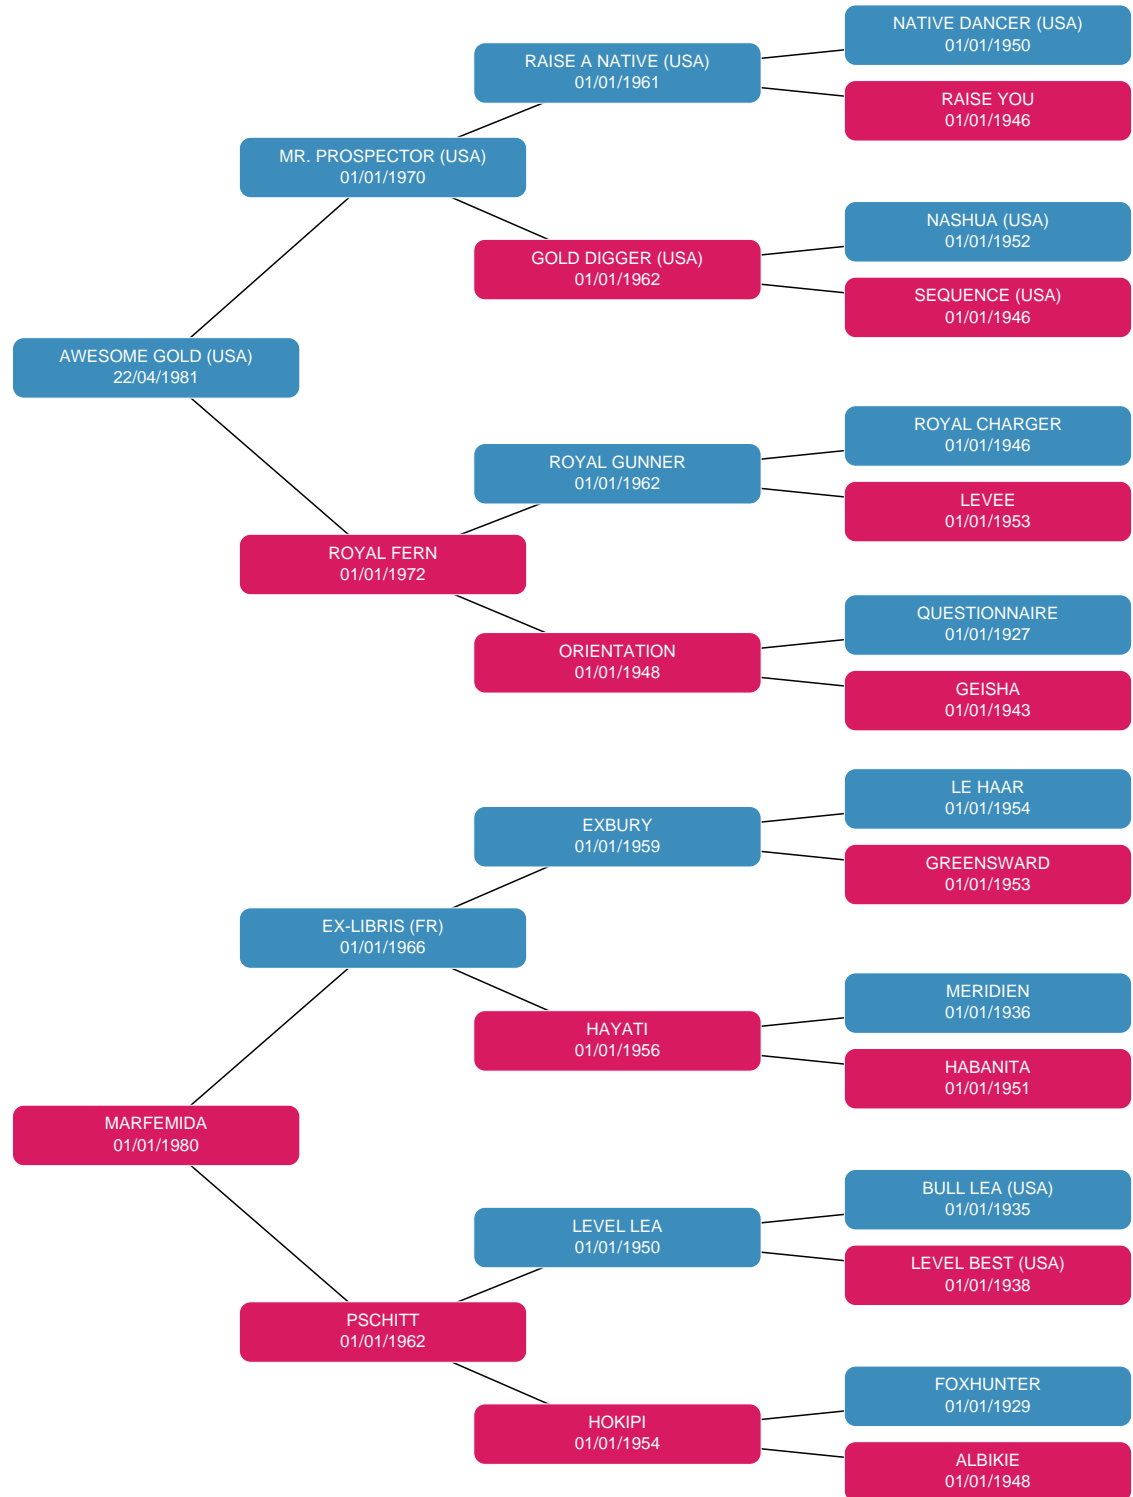 NATIVE DANCER (USA)
01/01/1950
RAISE A NATIVE (USA)
01/01/1961
RAISE YOU
01/01/1946
MR. PROSPECTOR (USA)
01/01/1970
NASHUA (USA)
01/01/1952
GOLD DIGGER (USA)
01/01/1962
SEQUENCE (USA)
01/01/1946
AWESOME GOLD (USA)
22/04/1981
ROYAL CHARGER
01/01/1946
ROYAL GUNNER
01/01/1962
LEVEE
01/01/1953
ROYAL FERN
01/01/1972
QUESTIONNAIRE
01/01/1927
ORIENTATION
01/01/1948
GEISHA
01/01/1943
LE HAAR
01/01/1954
EXBURY
01/01/1959
GREENSWARD
01/01/1953
EX-LIBRIS (FR)
01/01/1966
MERIDIEN
01/01/1936
HAYATI
01/01/1956
HABANITA
01/01/1951
MARFEMIDA
01/01/1980
BULL LEA (USA)
01/01/1935
LEVEL LEA
01/01/1950
LEVEL BEST (USA)
01/01/1938
PSCHITT
01/01/1962
FOXHUNTER
01/01/1929
HOKIPI
01/01/1954
ALBIKIE
01/01/1948